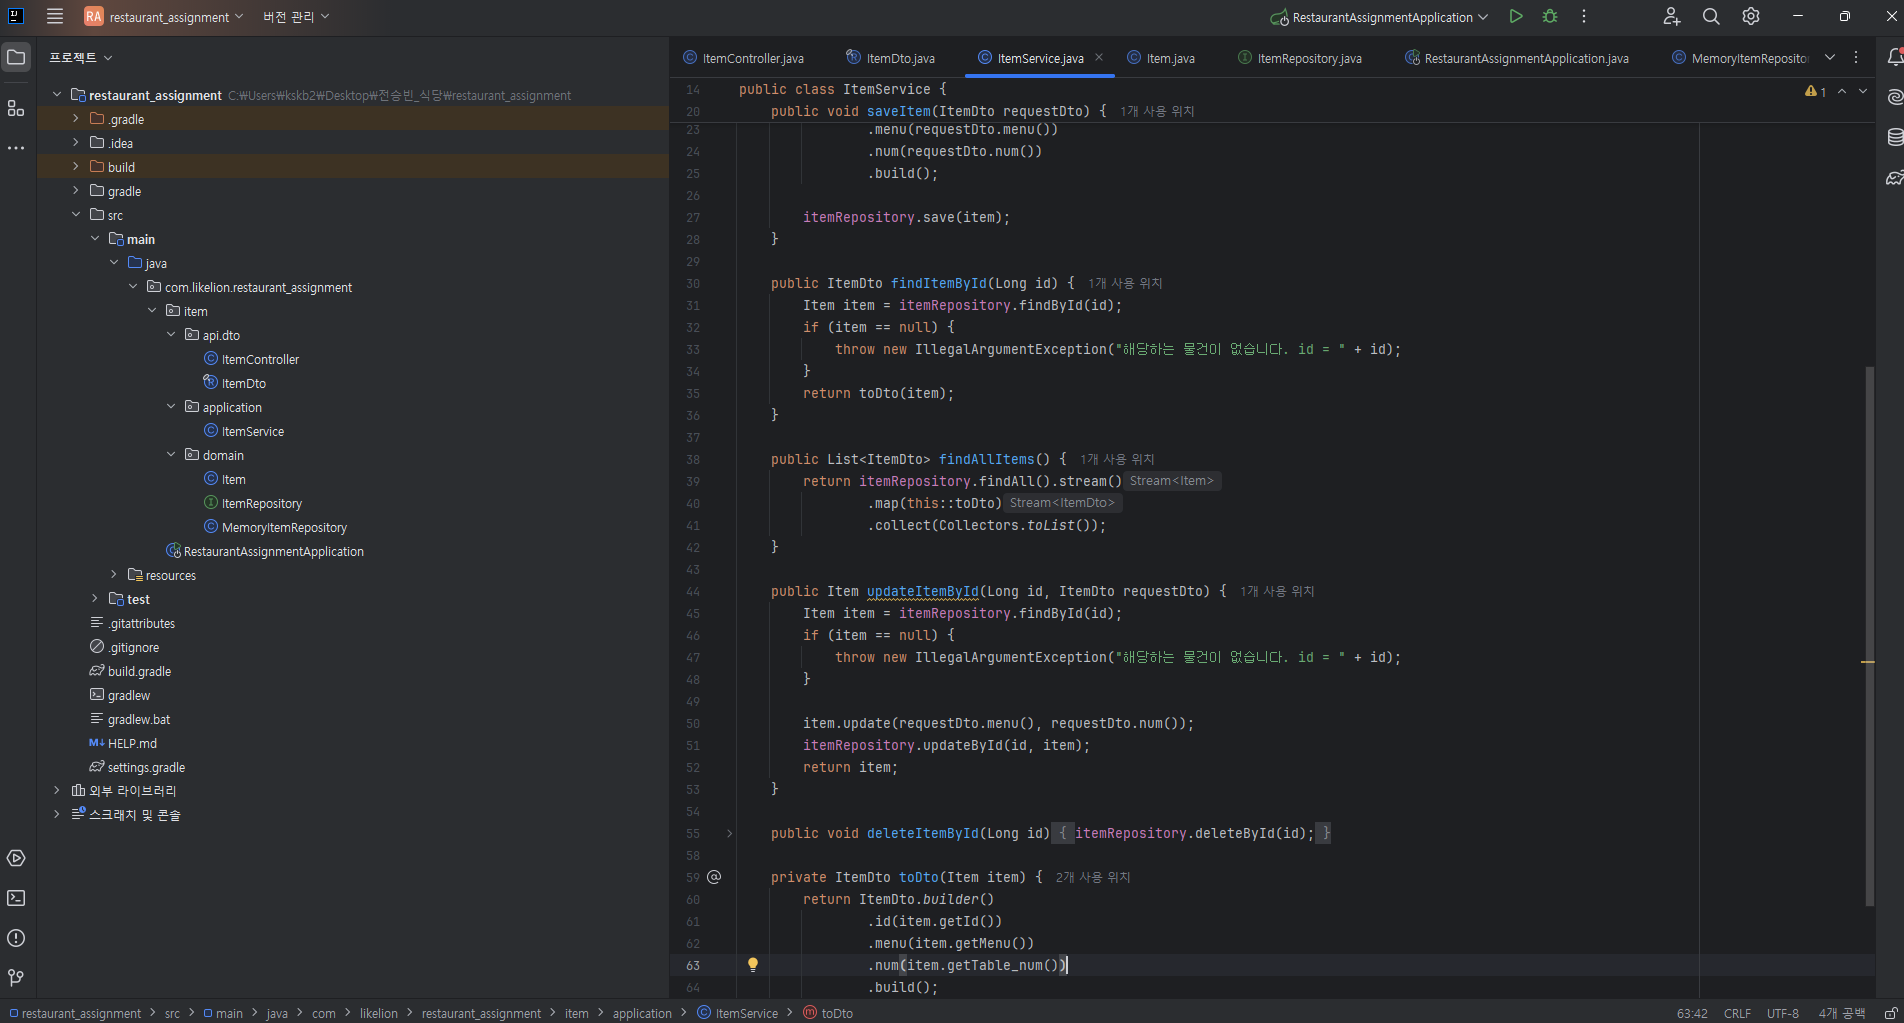 RA restaurant_assignment 버전 관리 RestaurantAssignmentApplication
프로젝트
restaurant_assignment C:₩Users₩kskb2₩Desktop₩전승빈_식당₩restaurant_assignment
.gradle
.idea
build
gradle
src
main
java
com.likelion.restaurant_assignment
item
api.dto
ItemController
ItemDto
application
ItemService
domain
Item
ItemRepository
MemoryItemRepository
RestaurantAssignmentApplication
resources
test
.gitattributes
.gitignore
build.gradle
gradlew
gradlew.bat
M↓ HELP.md
settings.gradle
외부 라이브러리
스크래치 및 콘솔
ItemController.java ItemDto.java ItemService.java Item.java ItemRepository.java RestaurantAssignmentApplication.java MemoryItemRepositor
14 public class ItemService { 1
20 public void saveItem(ItemDto requestDto) { 1개 사용 위치
23 .menu(requestDto.menu())
24 .num(requestDto.num())
25 .build();
26
27 itemRepository.save(item);
28 }
29
30 public ItemDto findItemById(Long id) { 1개 사용 위치
31 Item item = itemRepository.findById(id);
32 if (item == null) {
33 throw new IllegalArgumentException("해당하는 물건이 없습니다. id = " + id);
34 }
35 return toDto(item);
36 }
37
38 public List<ItemDto> findAllItems() { 1개 사용 위치
39 return itemRepository.findAll().stream() Stream<Item>
40 .map(this::toDto) Stream<ItemDto>
41 .collect(Collectors.toList());
42 }
43
44 public Item updateItemById(Long id, ItemDto requestDto) { 1개 사용 위치
45 Item item = itemRepository.findById(id);
46 if (item == null) {
47 throw new IllegalArgumentException("해당하는 물건이 없습니다. id = " + id);
48 }
49
50 item.update(requestDto.menu(), requestDto.num());
51 itemRepository.updateById(id, item);
52 return item;
53 }
54
55 public void deleteItemById(Long id) { itemRepository.deleteById(id); }
58
59 private ItemDto toDto(Item item) { 2개 사용 위치
60 return ItemDto.builder()
61 .id(item.getId())
62 .menu(item.getMenu())
63 .num(item.getTable_num())
64 .build();
restaurant_assignment > src > main > java > com > likelion > restaurant_assignment > item > application > ItemService > toDto 63:42 CRLF UTF-8 4개 공백